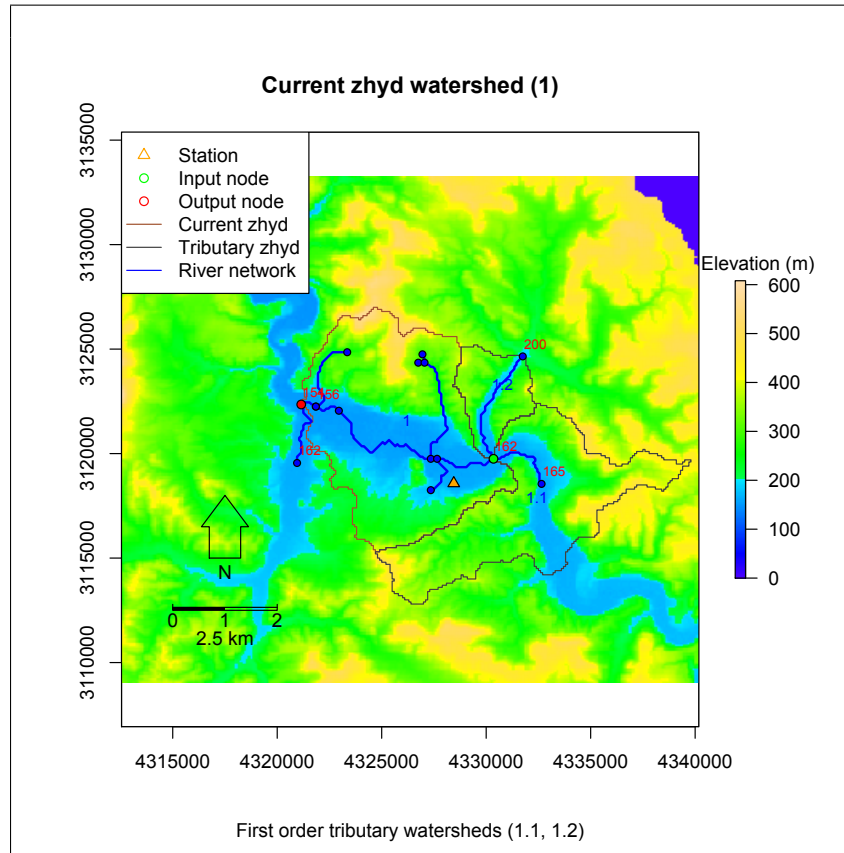 Current zhyd watershed (1)
Station
Input node
Output node
Current zhyd
Tributary zhyd
River network
3135000
3130000
3125000
3120000
3115000
3110000
Elevation (m)
600
500
400
300
200
100
0
200
1.2
154
156
1
162
162
165
1.1
N
0 1 2
2.5 km
4315000 4320000 4325000 4330000 4335000 4340000
First order tributary watersheds (1.1, 1.2)